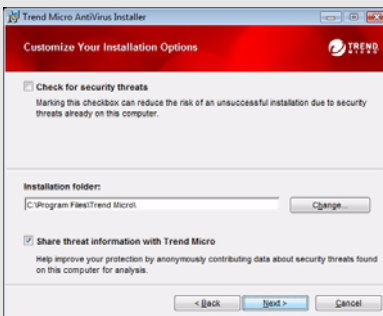 Trend Micro AntiVirus Installer
Customize Your Installation Options
TREND
MICRO
Check for security threats
Marking this checkbox can reduce the risk of an unsuccessful installation due to security
threats already on this computer.
Installation folder:
C:\Program Files\Trend Micro\
Change...
Share threat information with Trend Micro
Help improve your protection by anonymously contributing data about security threats found
on this computer for analysis.
< Back
Next >
Cancel